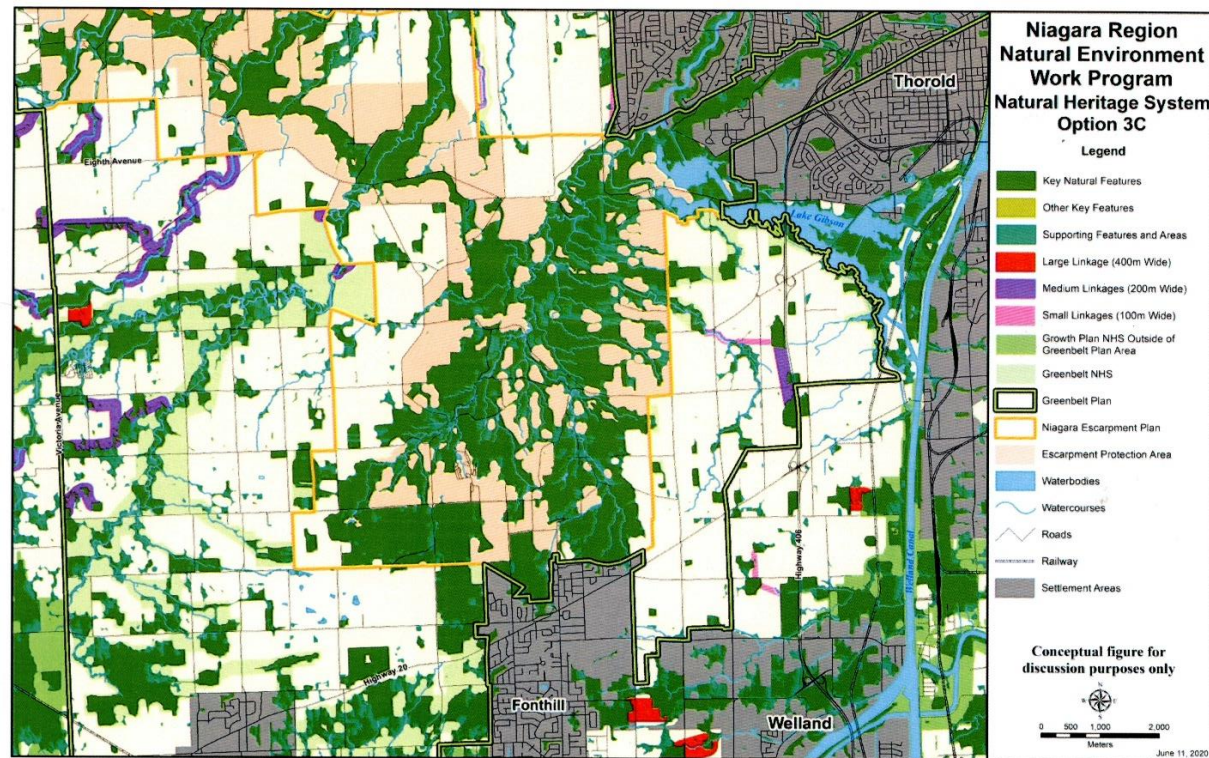 Niagara Region
Natural Environment
Work Program
Natural Heritage System
Option 3C
Legend
Key Natural Features
Other Key Features
Supporting Features and Areas
Large Linkage (400m Wide)
Medium Linkages (200m Wide)
Small Linkages (100m Wide)
Growth Plan NHS Outside of
Greenbelt Plan Area
Greenbelt NHS
Greenbelt Plan
Niagara Escarpment Plan
Escarpment Protection Area
Waterbodies
Watercourses
Roads
Railway
Settlement Areas
Conceptual figure for
discussion purposes only
N
W E
S
0 500 1,000 2,000
Meters
June 11, 2020
Thorold
Eighth Avenue
Lake Gibson
Victoria Avenue
Highway 406
Welland Canal
Highway 20
Fonthill
Welland